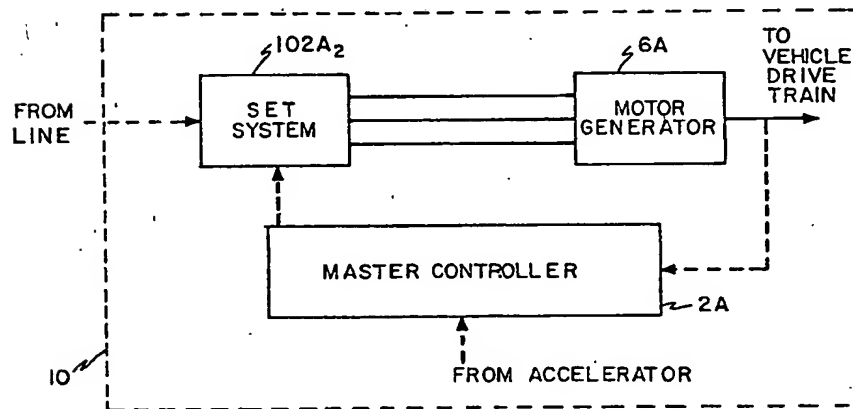 102A₂
6A
TO
VEHICLE
DRIVE
TRAIN
FROM
LINE
SET
SYSTEM
MOTOR
GENERATOR
MASTER CONTROLLER
2A
10
FROM ACCELERATOR